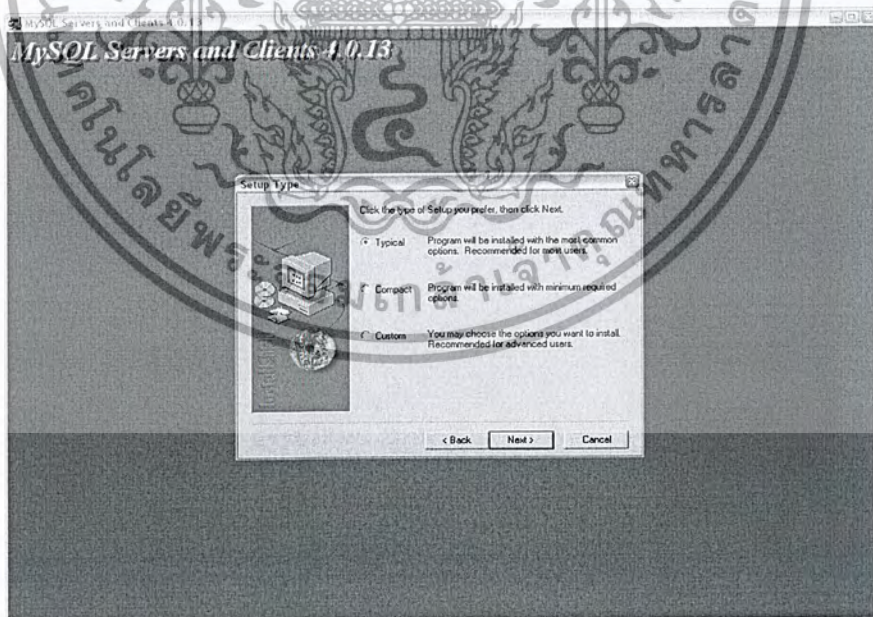 MySQL Servers and Clients 4.0.13
MySQL Servers and Clients 4.0.13
Setup Type
Click the type of Setup you prefer, then click Next.
Typical Program will be installed with the most common
options. Recommended for most users.
Compact Program will be installed with minimum required
options.
Custom You may choose the options you want to install.
Recommended for advanced users.
< Back Next > Cancel